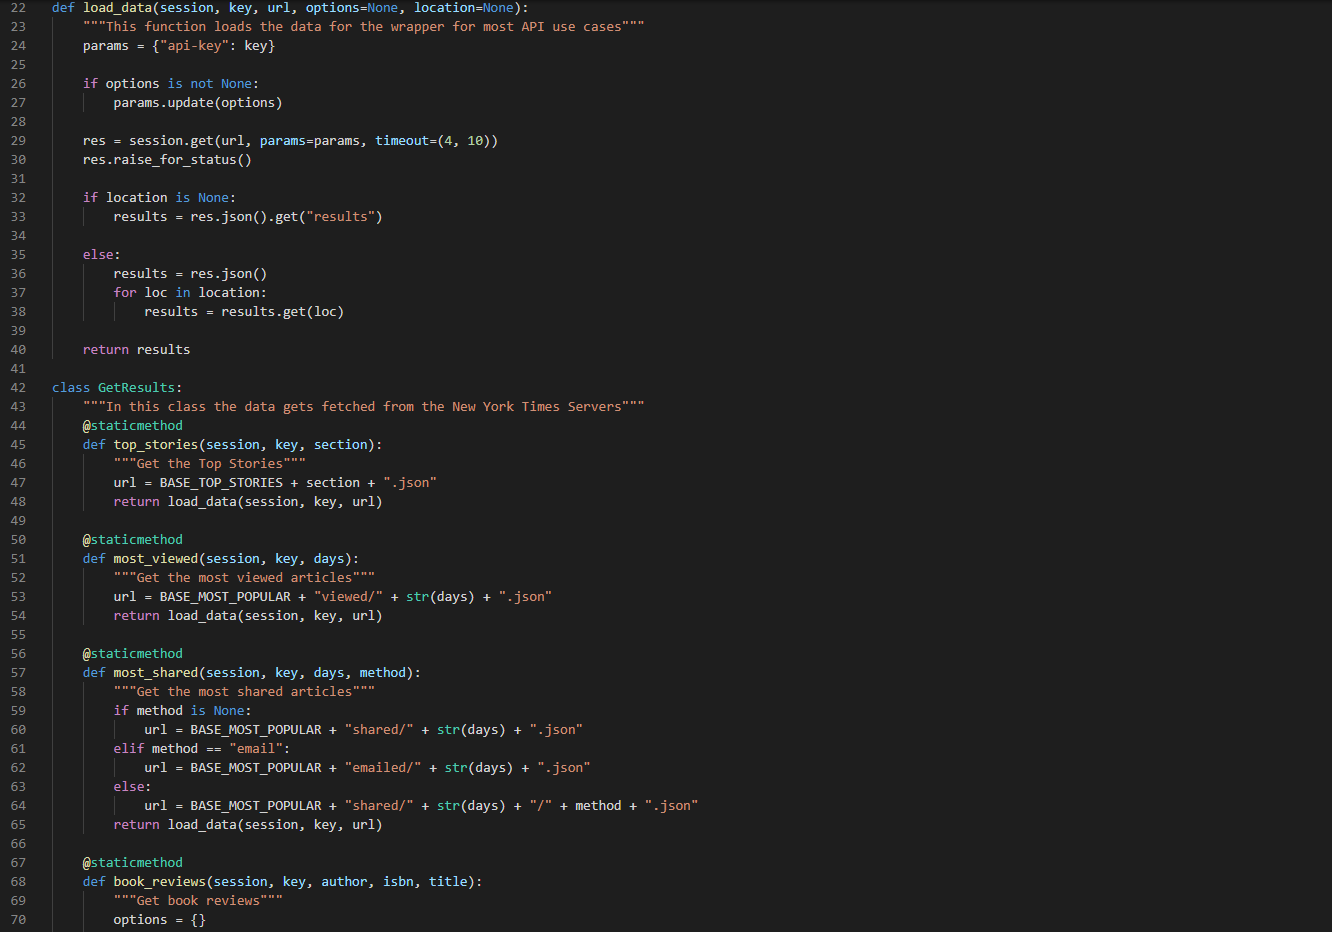 22 def load_data(session, key, url, options=None, location=None):
23     """This function loads the data for the wrapper for most API use cases"""
24     params = {"api-key": key}
25
26     if options is not None:
27         params.update(options)
28
29     res = session.get(url, params=params, timeout=(4, 10))
30     res.raise_for_status()
31
32     if location is None:
33         results = res.json().get("results")
34
35     else:
36         results = res.json()
37         for loc in location:
38             results = results.get(loc)
39
40     return results
41
42 class GetResults:
43     """In this class the data gets fetched from the New York Times Servers"""
44     @staticmethod
45     def top_stories(session, key, section):
46         """Get the Top Stories"""
47         url = BASE_TOP_STORIES + section + ".json"
48         return load_data(session, key, url)
49
50     @staticmethod
51     def most_viewed(session, key, days):
52         """Get the most viewed articles"""
53         url = BASE_MOST_POPULAR + "viewed/" + str(days) + ".json"
54         return load_data(session, key, url)
55
56     @staticmethod
57     def most_shared(session, key, days, method):
58         """Get the most shared articles"""
59         if method is None:
60             url = BASE_MOST_POPULAR + "shared/" + str(days) + ".json"
61         elif method == "email":
62             url = BASE_MOST_POPULAR + "emailed/" + str(days) + ".json"
63         else:
64             url = BASE_MOST_POPULAR + "shared/" + str(days) + "/" + method + ".json"
65         return load_data(session, key, url)
66
67     @staticmethod
68     def book_reviews(session, key, author, isbn, title):
69         """Get book reviews"""
70         options = {}